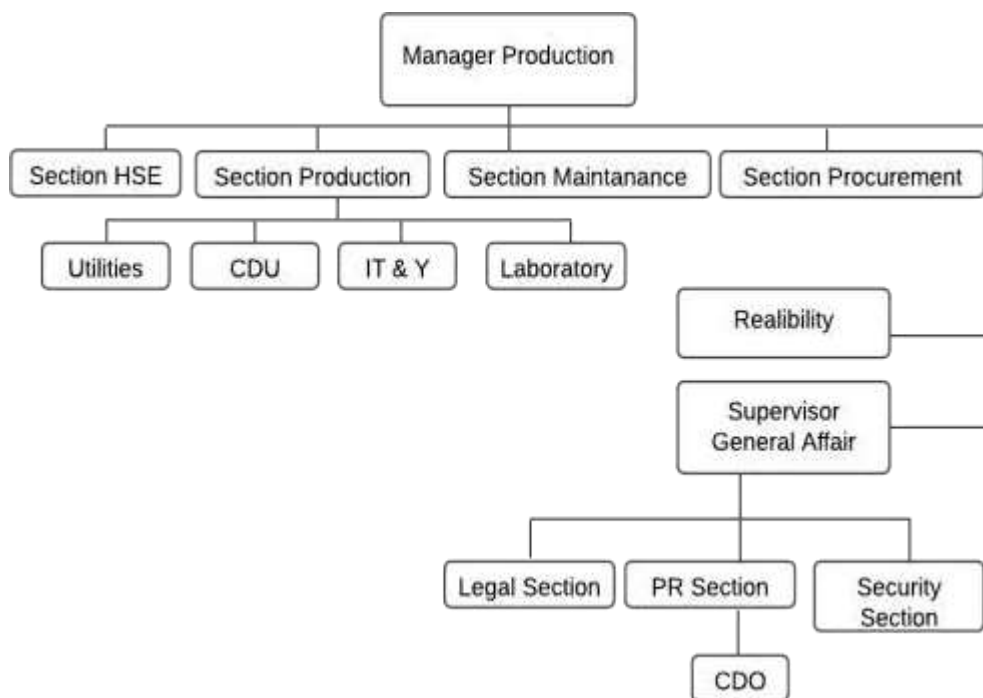 Manager Production
Section HSE
Section Production
Section Maintanance
Section Procurement
Utilities
CDU
IT & Y
Laboratory
Realibility
Supervisor
General Affair
Legal Section
PR Section
Security
Section
CDO